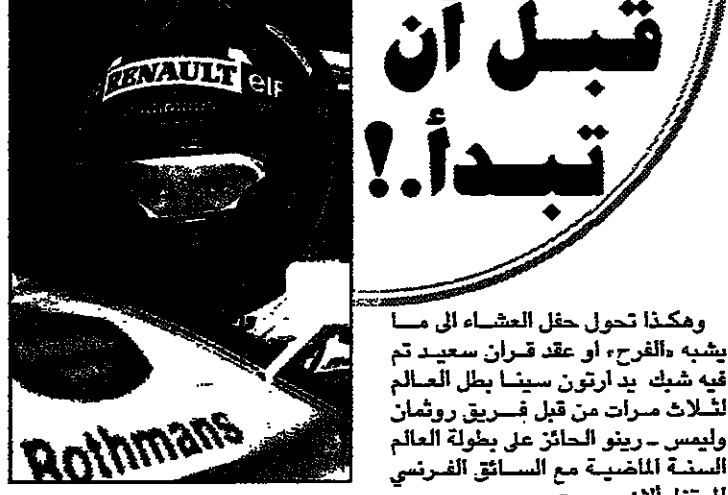 قبل أن
تبدأ..!
RENAULT elf
Rothmans
وهكذا تحول حفل العشاء الى ما
يشبه «الفرح» او عقد قران سعيد تم
فيه شبك يد ارتون سينا بطل العالم
لثلاث مرات من قبل فريق روثمان
وليمس ــ رينو الحائز على بطولة العالم
السنة الماضية مع السائق الفرنسي